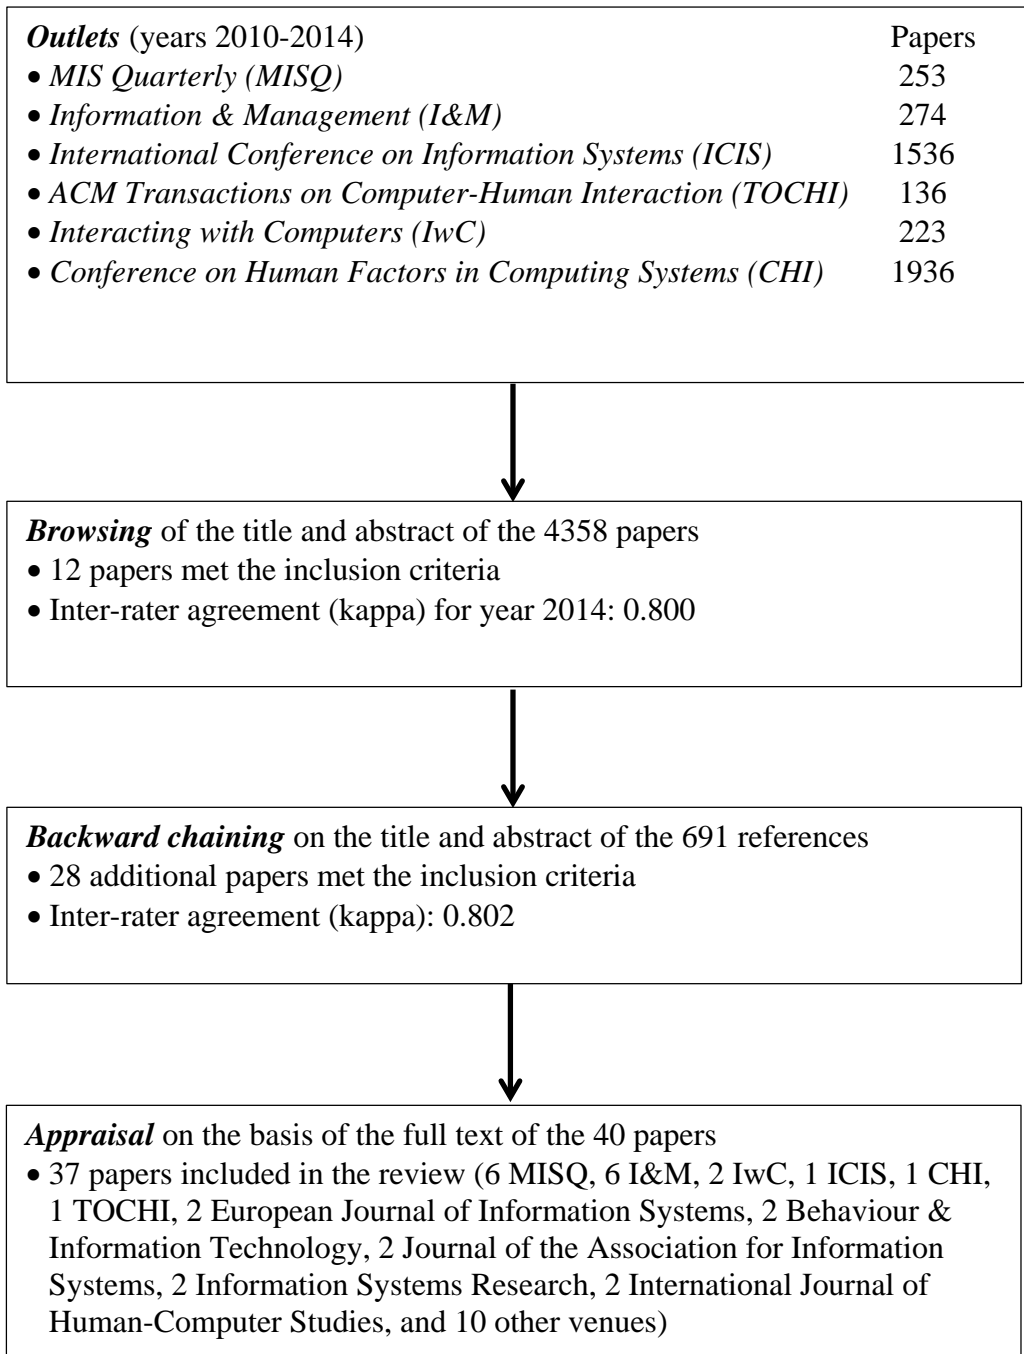 Outlets (years 2010-2014) Papers
• MIS Quarterly (MISQ) 253
• Information & Management (I&M) 274
• International Conference on Information Systems (ICIS) 1536
• ACM Transactions on Computer-Human Interaction (TOCHI) 136
• Interacting with Computers (IwC) 223
• Conference on Human Factors in Computing Systems (CHI) 1936
Browsing of the title and abstract of the 4358 papers
• 12 papers met the inclusion criteria
• Inter-rater agreement (kappa) for year 2014: 0.800
Backward chaining on the title and abstract of the 691 references
• 28 additional papers met the inclusion criteria
• Inter-rater agreement (kappa): 0.802
Appraisal on the basis of the full text of the 40 papers
• 37 papers included in the review (6 MISQ, 6 I&M, 2 IwC, 1 ICIS, 1 CHI,
1 TOCHI, 2 European Journal of Information Systems, 2 Behaviour &
Information Technology, 2 Journal of the Association for Information
Systems, 2 Information Systems Research, 2 International Journal of
Human-Computer Studies, and 10 other venues)